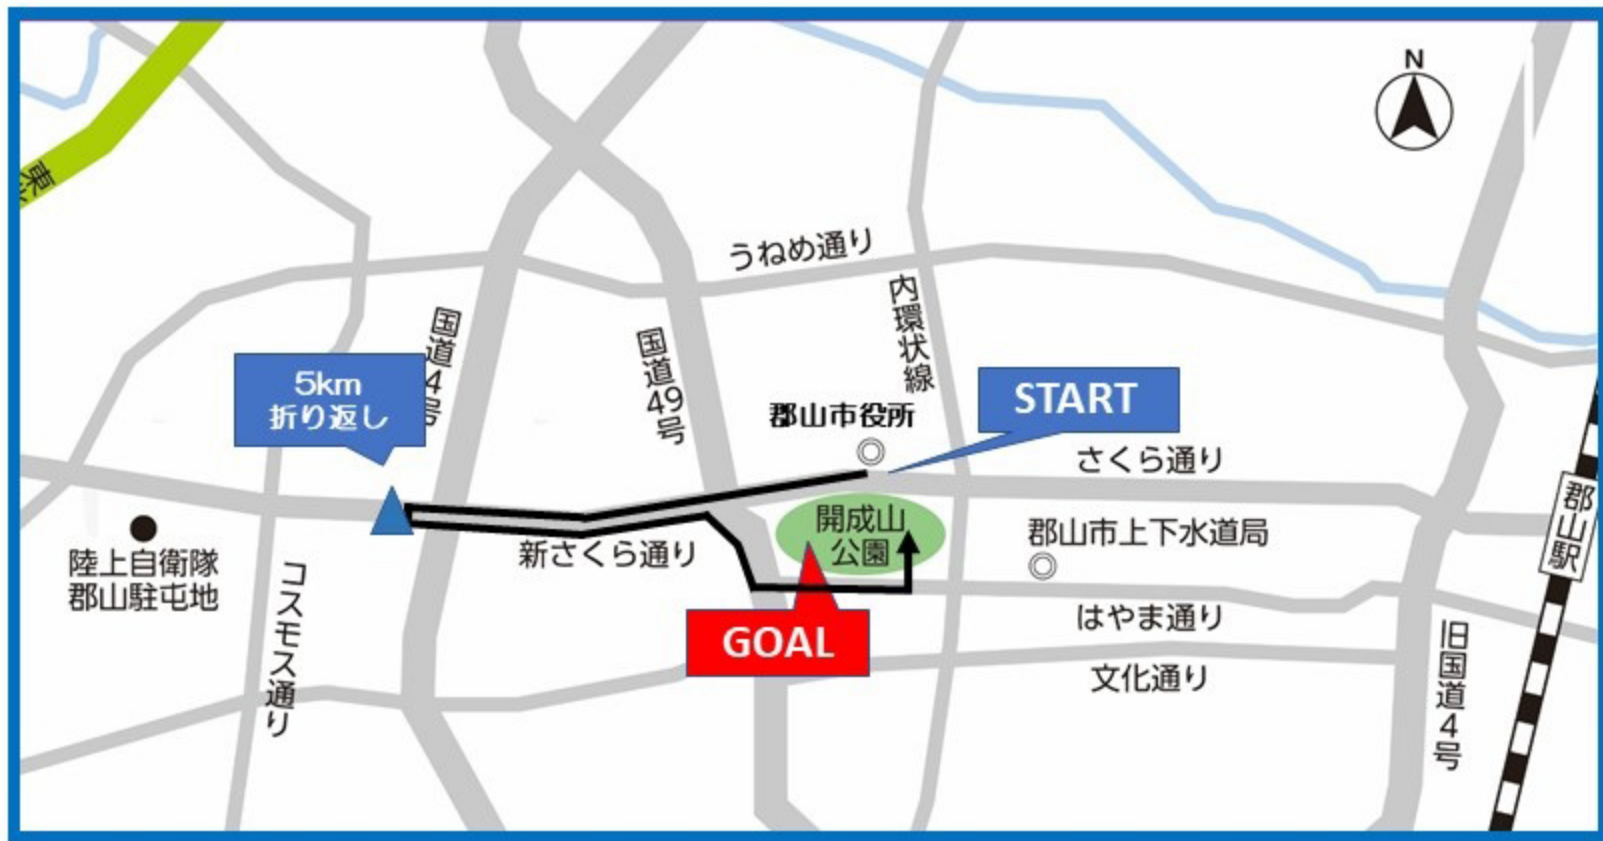 N
東北
うねめ通り
内環状線
国道4号
国道49号
5km
折り返し
郡山市役所
START
さくら通り
郡山駅
開成山
公園
郡山市上下水道局
新さくら通り
陸上自衛隊
郡山駐屯地
コスモス通り
はやま通り
GOAL
文化通り
旧国道4号